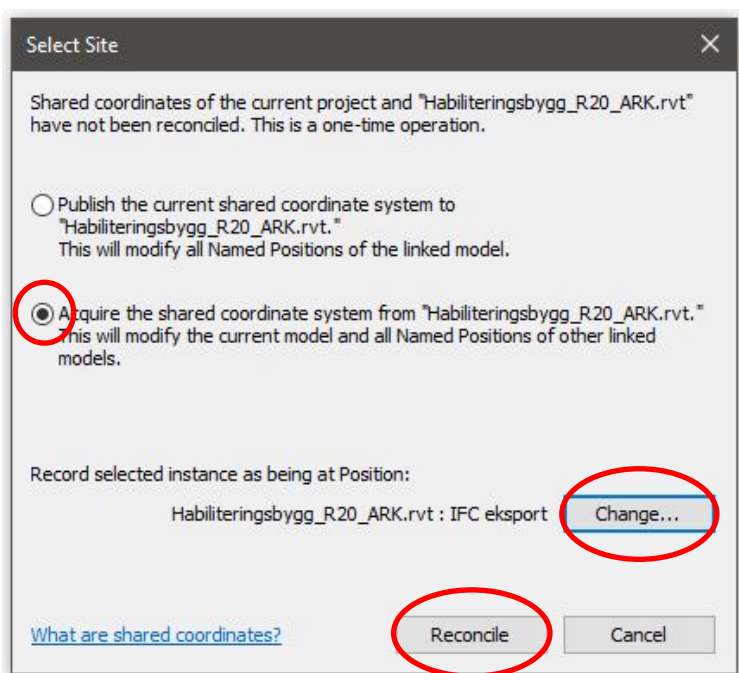 Select Site
Shared coordinates of the current project and "Habiliteringsbygg_R20_ARK.rvt"
have not been reconciled. This is a one-time operation.
Publish the current shared coordinate system to
"Habiliteringsbygg_R20_ARK.rvt."
This will modify all Named Positions of the linked model.
Acquire the shared coordinate system from "Habiliteringsbygg_R20_ARK.rvt."
This will modify the current model and all Named Positions of other linked
models.
Record selected instance as being at Position:
Habiliteringsbygg_R20_ARK.rvt : IFC eksport
Change...
What are shared coordinates?
Reconcile
Cancel